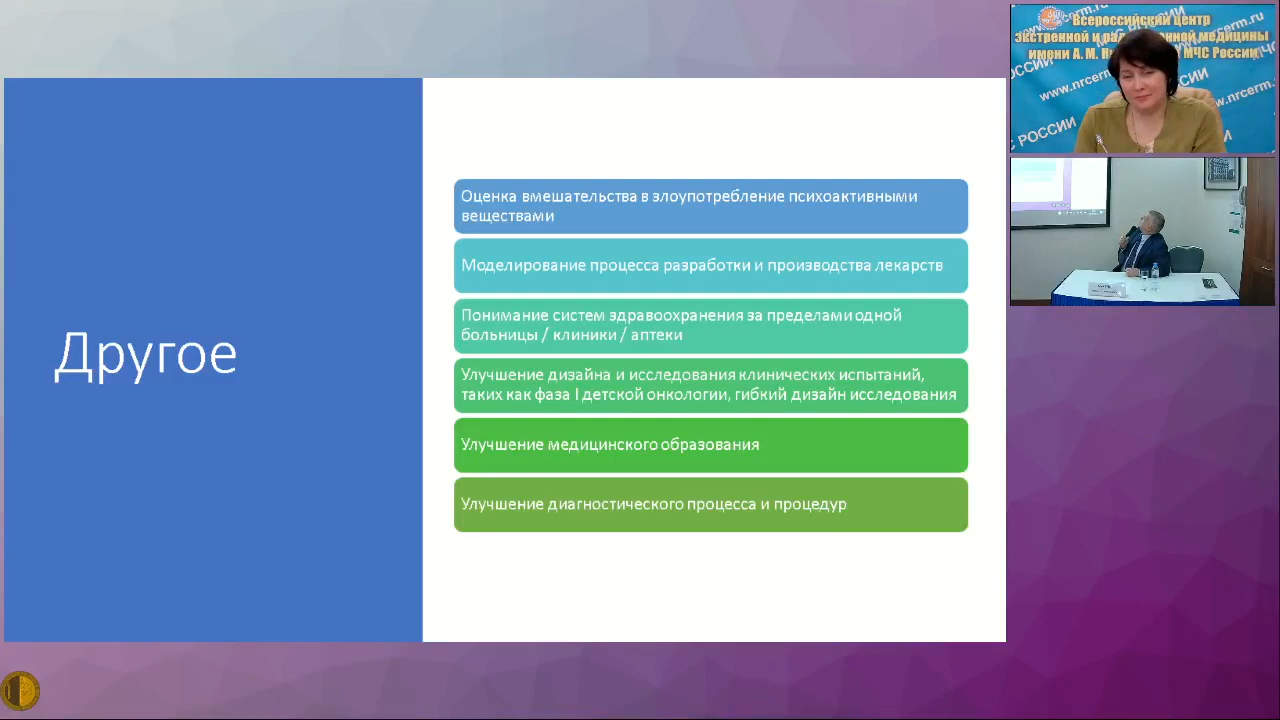 Другое
Оценка вмешательства в злоупотребление психоактивными
веществами
Моделирование процесса разработки и производства лекарств
Понимание систем здравоохранения за пределами одной
больницы / клиники / аптеки
Улучшение дизайна и исследования клинических испытаний,
таких как фаза I детской онкологии, гибкий дизайн исследования
Улучшение медицинского образования
Улучшение диагностического процесса и процедур
Всероссийский центр
экстренной и медицины
имени А. М. МЧС России
www.nrcerm.ru
РОССИИ